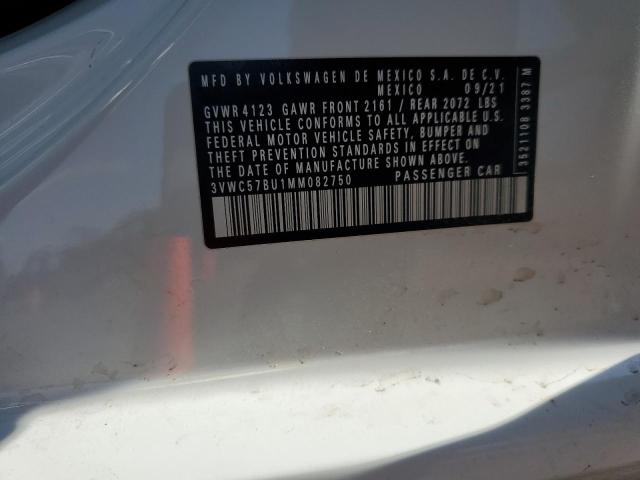 MFD BY VOLKSWAGEN DE MEXICO S.A. DE C.V.
MEXICO 09/21
GVWR 4123 GAWR FRONT 2161 / REAR 2072 LBS
THIS VEHICLE CONFORMS TO ALL APPLICABLE U.S.
FEDERAL MOTOR VEHICLE SAFETY, BUMPER AND
THEFT PREVENTION STANDARDS IN EFFECT ON
THE DATE OF MANUFACTURE SHOWN ABOVE.
3VWC57BU1MM082750 PASSENGER CAR
3521108 3387 M